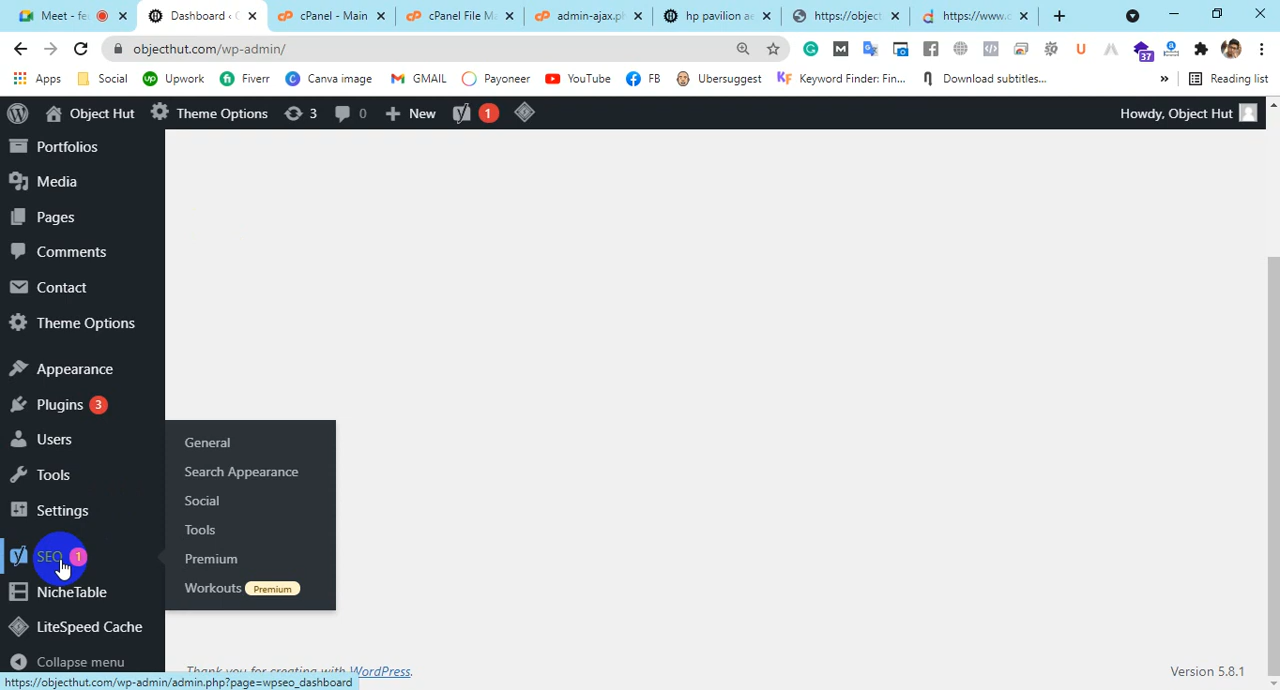 Meet - fe
Dashboard ‹ C
cPanel - Main
cPanel File M
admin-ajax.ph
hp pavilion ae
https://object
https://www.c
objecthut.com/wp-admin/
37
Apps
Social
Upwork
Fiverr
Canva image
GMAIL
Payoneer
YouTube
FB
Ubersuggest
Keyword Finder: Fin...
Download subtitles...
»
Reading list
Object Hut
Theme Options
3
0
New
1
Howdy, Object Hut
Portfolios
Media
Pages
Comments
Contact
Theme Options
Appearance
Plugins 3
Users
Tools
Settings
SEO 1
NicheTable
LiteSpeed Cache
Collapse menu
General
Search Appearance
Social
Tools
Premium
Workouts Premium
Thank you for creating with WordPress.
Version 5.8.1
https://objecthut.com/wp-admin/admin.php?page=wpseo_dashboard